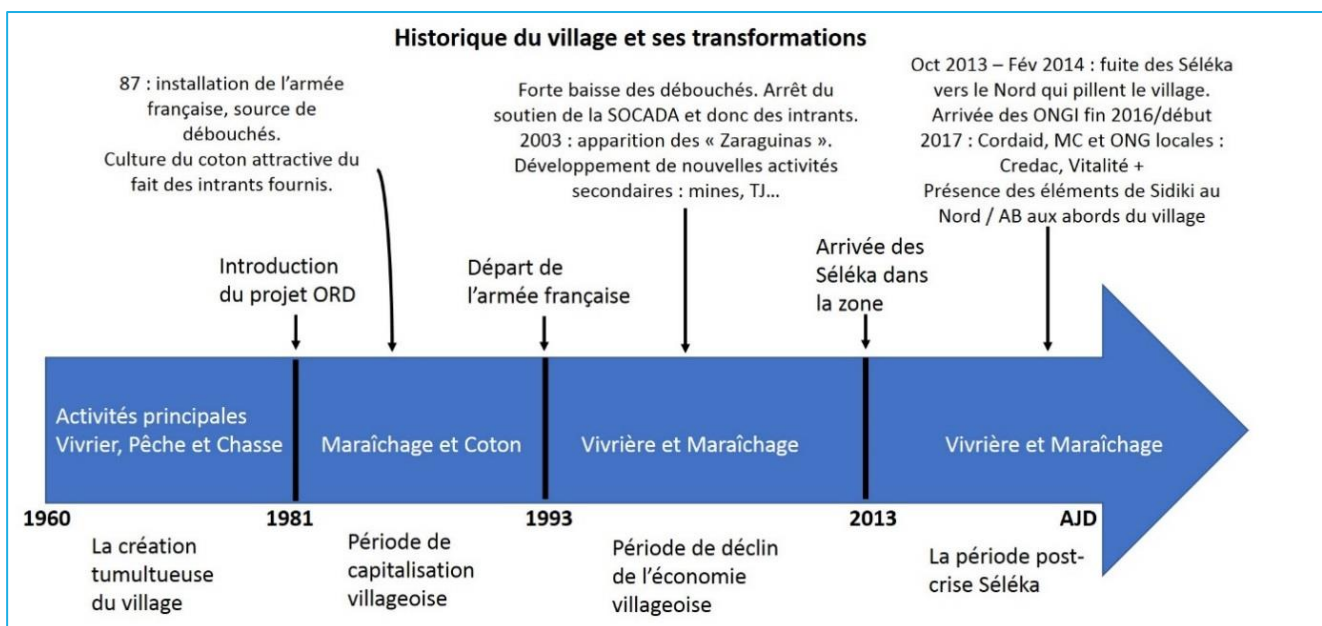 Historique du village et ses transformations
87 : installation de l'armée
française, source de
débouchés.
Culture du coton attractive du
fait des intrants fournis.
Forte baisse des débouchés. Arrêt du
soutien de la SOCADA et donc des intrants.
2003 : apparition des « Zaraguinas ».
Développement de nouvelles activités
secondaires : mines, TJ...
Oct 2013 – Fév 2014 : fuite des Séléka
vers le Nord qui pillent le village.
Arrivée des ONGI fin 2016/début
2017 : Cordaid, MC et ONG locales :
Credac, Vitalité +
Présence des éléments de Sidiki au
Nord / AB aux abords du village
Introduction
du projet ORD
Départ de
l'armée française
Arrivée des
Séléka dans
la zone
Activités principales
Vivrier, Pêche et Chasse
Maraîchage et Coton
Vivrière et Maraîchage
Vivrière et Maraîchage
1960
1981
1993
2013
AJD
La création
tumultueuse
du village
Période de
capitalisation
villageoise
Période de déclin
de l'économie
villageoise
La période post-
crise Séléka